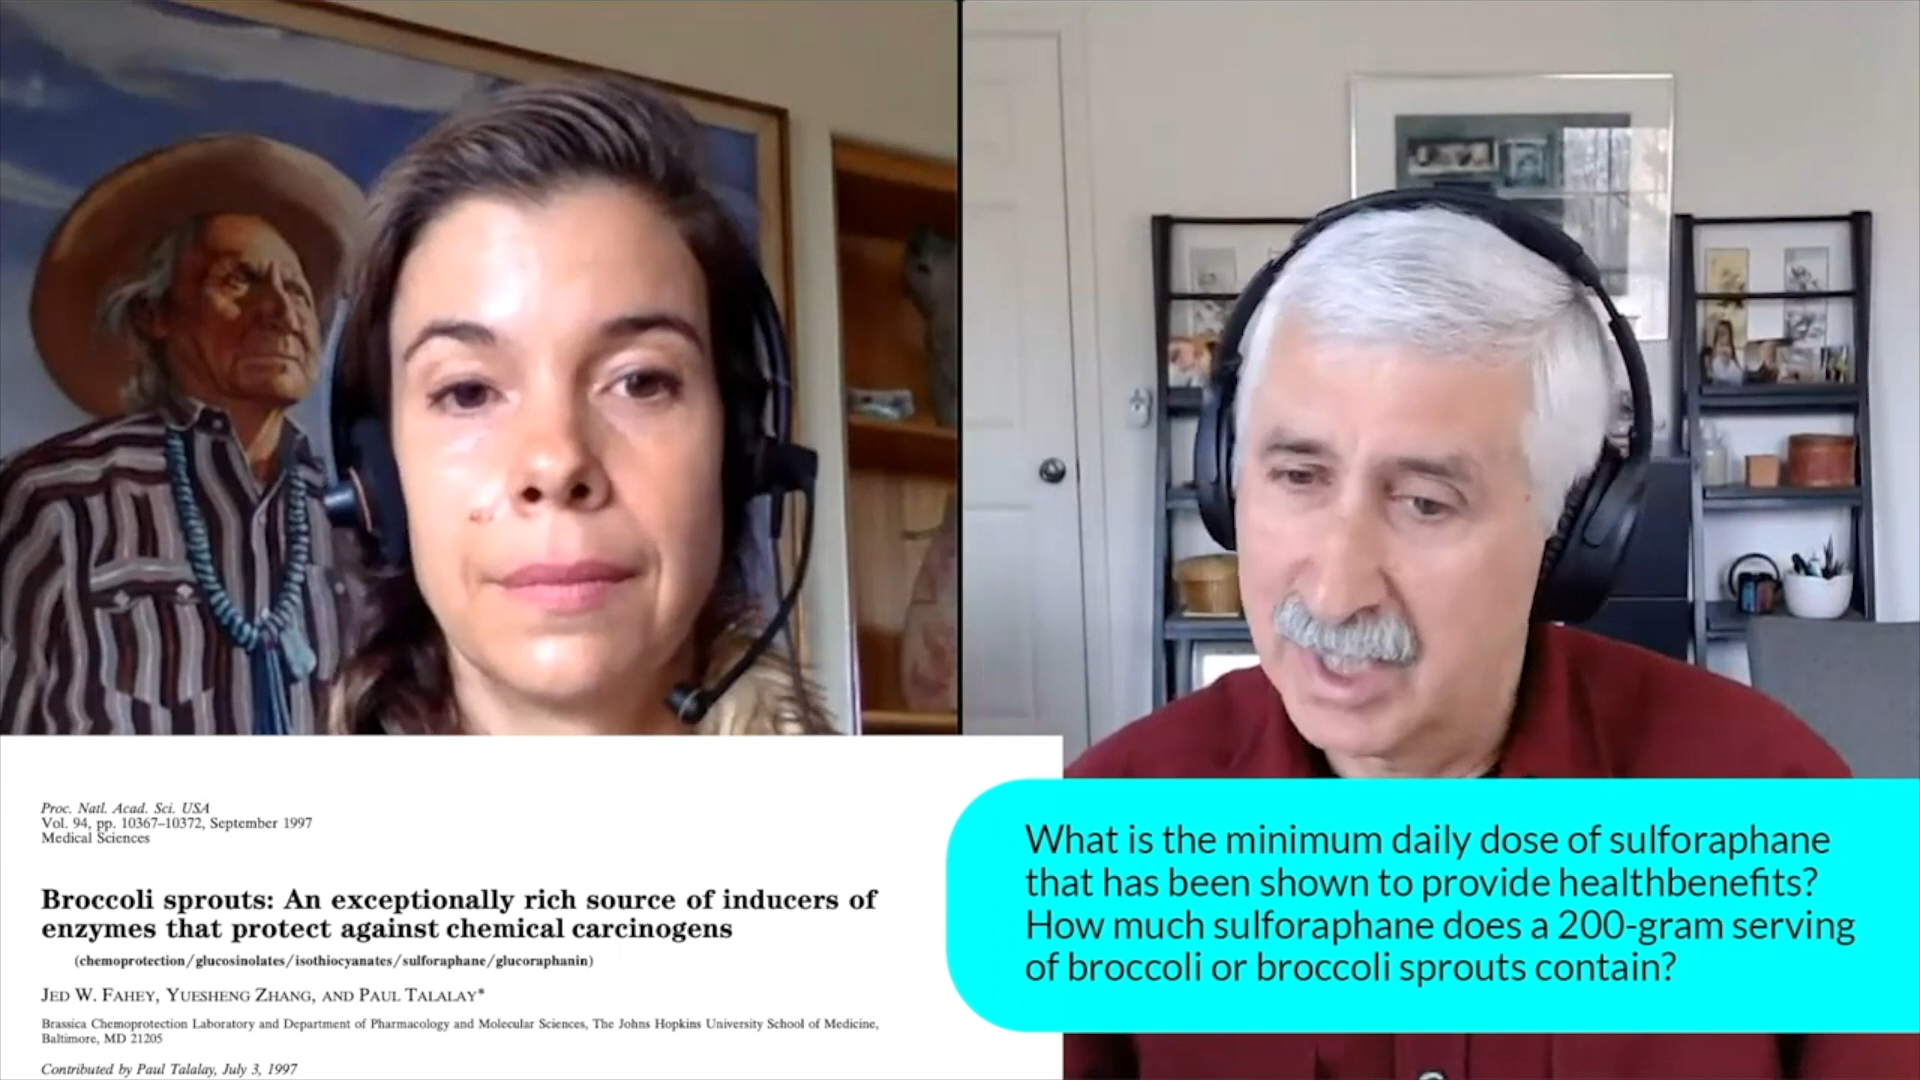 Proc. Natl. Acad. Sci. USA
Vol. 94, pp. 10367–10372, September 1997
Medical Sciences
Broccoli sprouts: An exceptionally rich source of inducers of
enzymes that protect against chemical carcinogens
(chemoprotection/glucosinolates/isothiocyanates/sulforaphane/glucoraphanin)
JED W. FAHEY, YUESHENG ZHANG, AND PAUL TALALAY*
Brassica Chemoprotection Laboratory and Department of Pharmacology and Molecular Sciences, The Johns Hopkins University School of Medicine,
Baltimore, MD 21205
Contributed by Paul Talalay, July 3, 1997
What is the minimum daily dose of sulforaphane
that has been shown to provide healthbenefits?
How much sulforaphane does a 200-gram serving
of broccoli or broccoli sprouts contain?